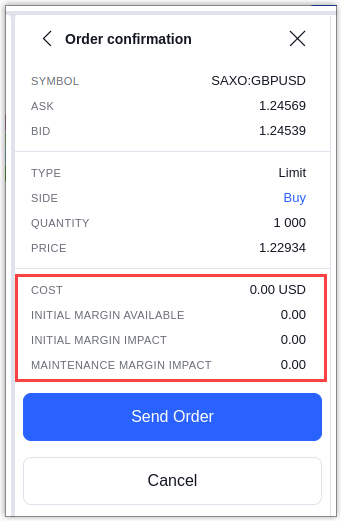 Order confirmation
SYMBOL SAXO:GBPUSD
ASK 1.24569
BID 1.24539
TYPE Limit
SIDE Buy
QUANTITY 1 000
PRICE 1.22934
COST 0.00 USD
INITIAL MARGIN AVAILABLE 0.00
INITIAL MARGIN IMPACT 0.00
MAINTENANCE MARGIN IMPACT 0.00
Send Order
Cancel